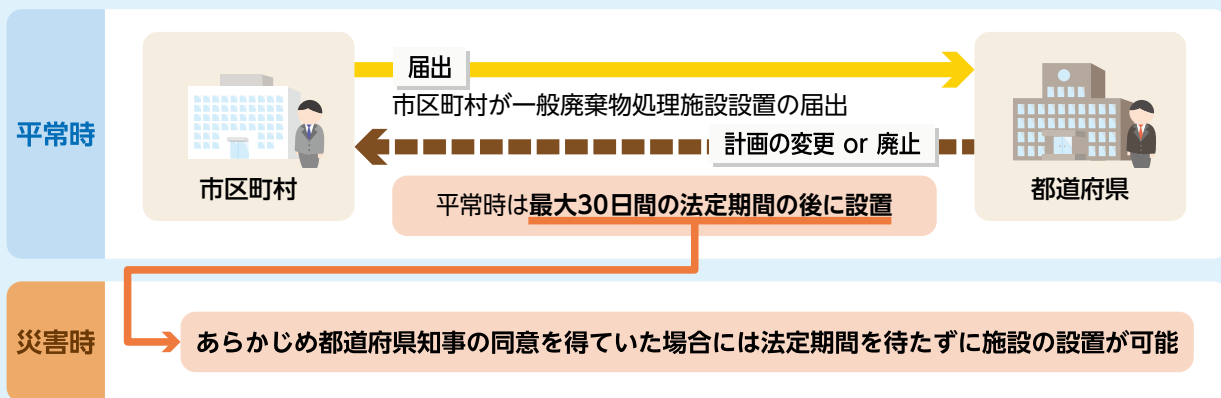 平常時
届出
市区町村が一般廃棄物処理施設設置の届出
計画の変更 or 廃止
市区町村
都道府県
平常時は最大30日間の法定期間の後に設置
災害時
あらかじめ都道府県知事の同意を得ていた場合には法定期間を待たずに施設の設置が可能